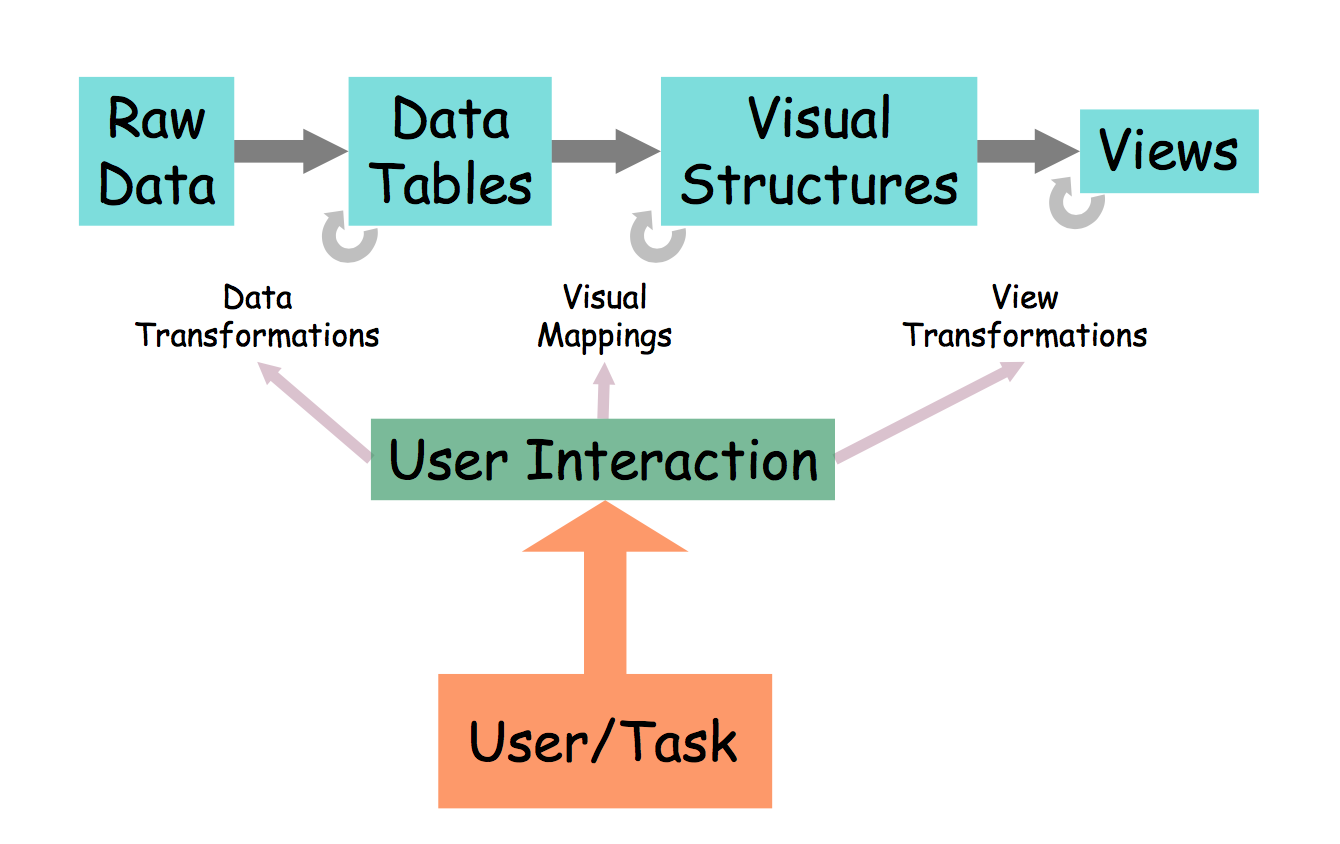 Raw
Data
Data
Tables
Visual
Structures
Views
Data
Transformations
Visual
Mappings
View
Transformations
User Interaction
User/Task